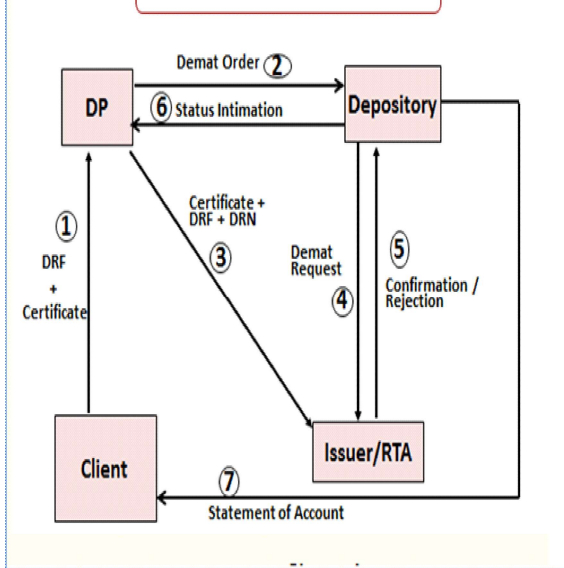 Demat Order 2
DP
6 Status Intimation
Depository
1
DRF
+
Certificate
Certificate +
DRF + DRN
3
Demat
Request
4
5
Confirmation /
Rejection
Client
Issuer/RTA
7
Statement of Account